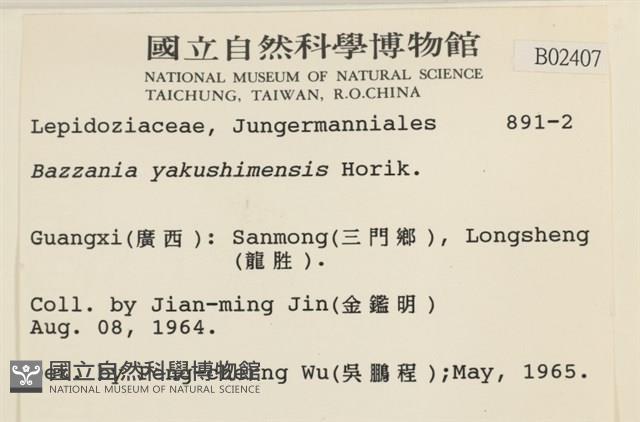 國立自然科學博物館
NATIONAL MUSEUM OF NATURAL SCIENCE
TAICHUNG, TAIWAN, R.O.CHINA
B02407
Lepidoziaceae, Jungermanniales 891-2
Bazzania yakushimensis Horik.
Guangxi(廣西): Sanmong(三門鄉), Longsheng
(龍胜).
Coll. by Jian-ming Jin(金鑑明)
Aug. 08, 1964.
Wu(吳鵬程);May, 1965.
國立自然科學博物館
NATIONAL MUSEUM OF NATURAL SCIENCE